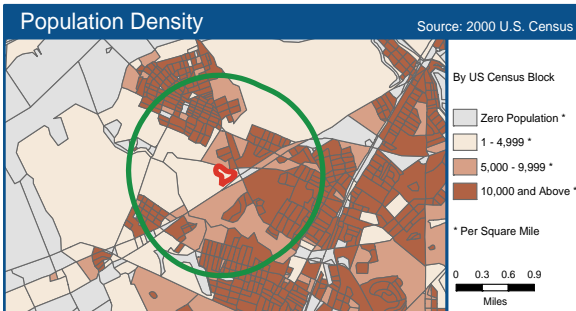 Population Density
Source: 2000 U.S. Census
By US Census Block
Zero Population *
1 - 4,999 *
5,000 - 9,999 *
10,000 and Above *
* Per Square Mile
0 0.3 0.6 0.9
Miles